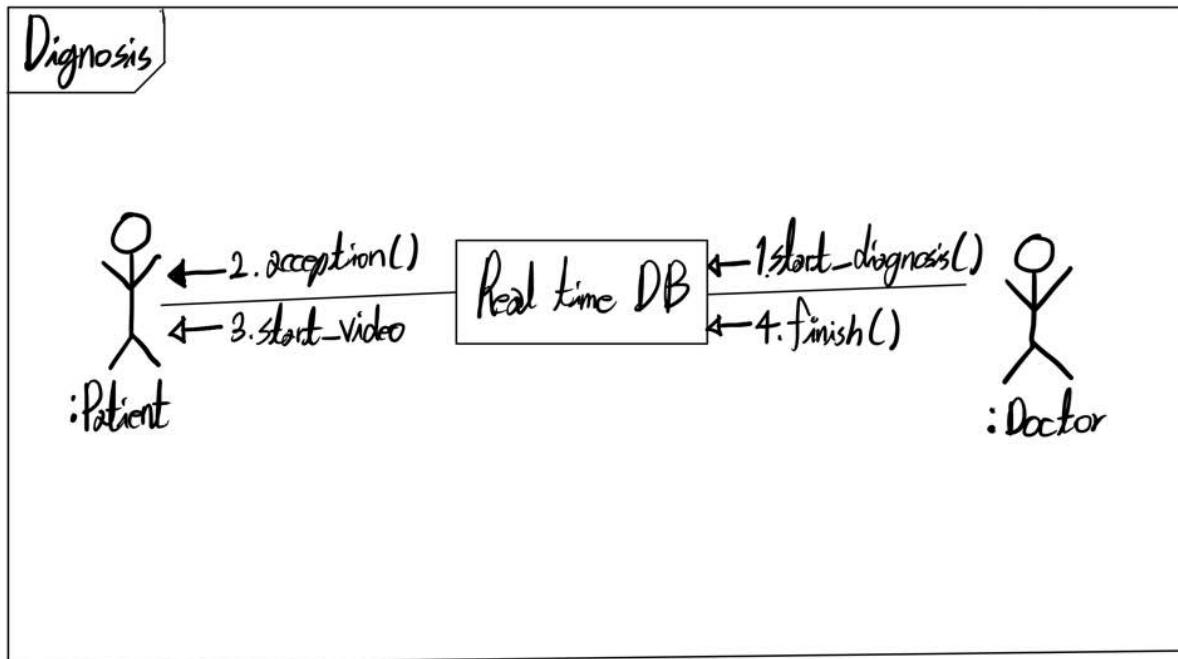 Dignosis
2.acception()
3.start_video
:Patient
Real time DB
1.start_diagnosis()
4.finish()
:Doctor